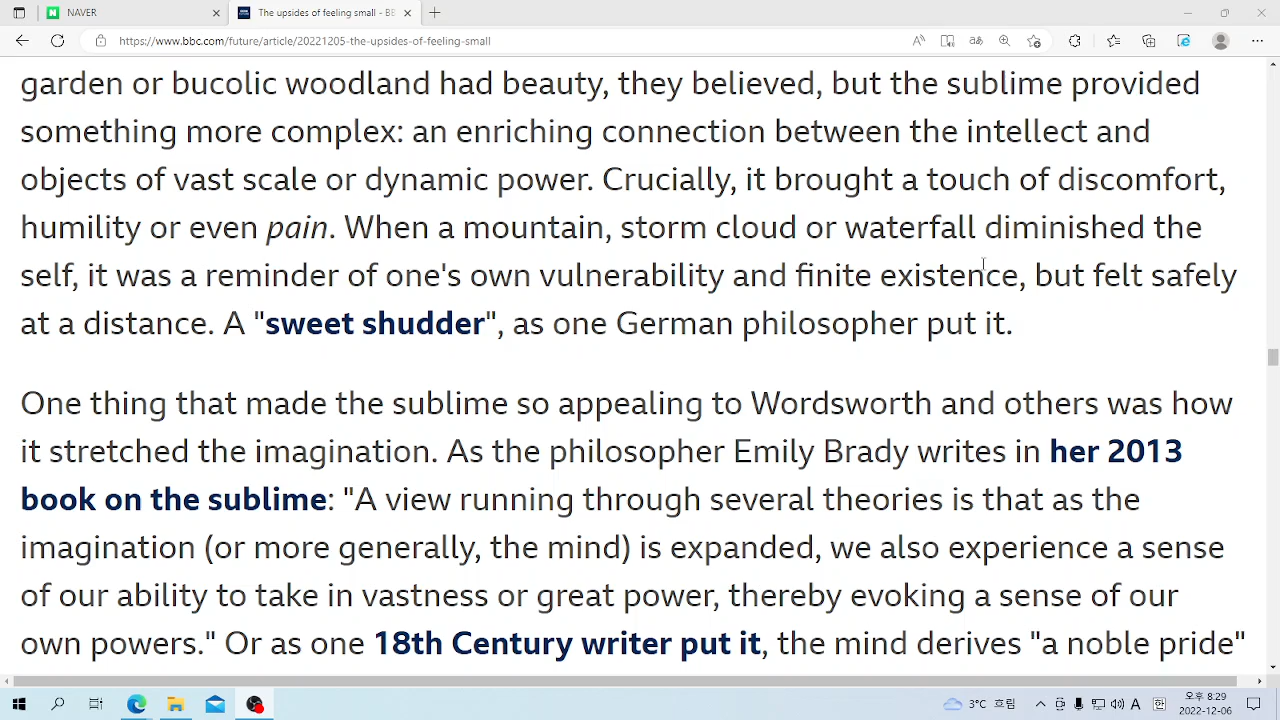 NAVER
The upsides of feeling small - BE
https://www.bbc.com/future/article/20221205-the-upsides-of-feeling-small
garden or bucolic woodland had beauty, they believed, but the sublime provided
something more complex: an enriching connection between the intellect and
objects of vast scale or dynamic power. Crucially, it brought a touch of discomfort,
humility or even pain. When a mountain, storm cloud or waterfall diminished the
self, it was a reminder of one's own vulnerability and finite existence, but felt safely
at a distance. A "sweet shudder", as one German philosopher put it.
One thing that made the sublime so appealing to Wordsworth and others was how
it stretched the imagination. As the philosopher Emily Brady writes in her 2013
book on the sublime: "A view running through several theories is that as the
imagination (or more generally, the mind) is expanded, we also experience a sense
of our ability to take in vastness or great power, thereby evoking a sense of our
own powers." Or as one 18th Century writer put it, the mind derives "a noble pride"
3°C 흐림
A
오후 8:29
2022-12-06